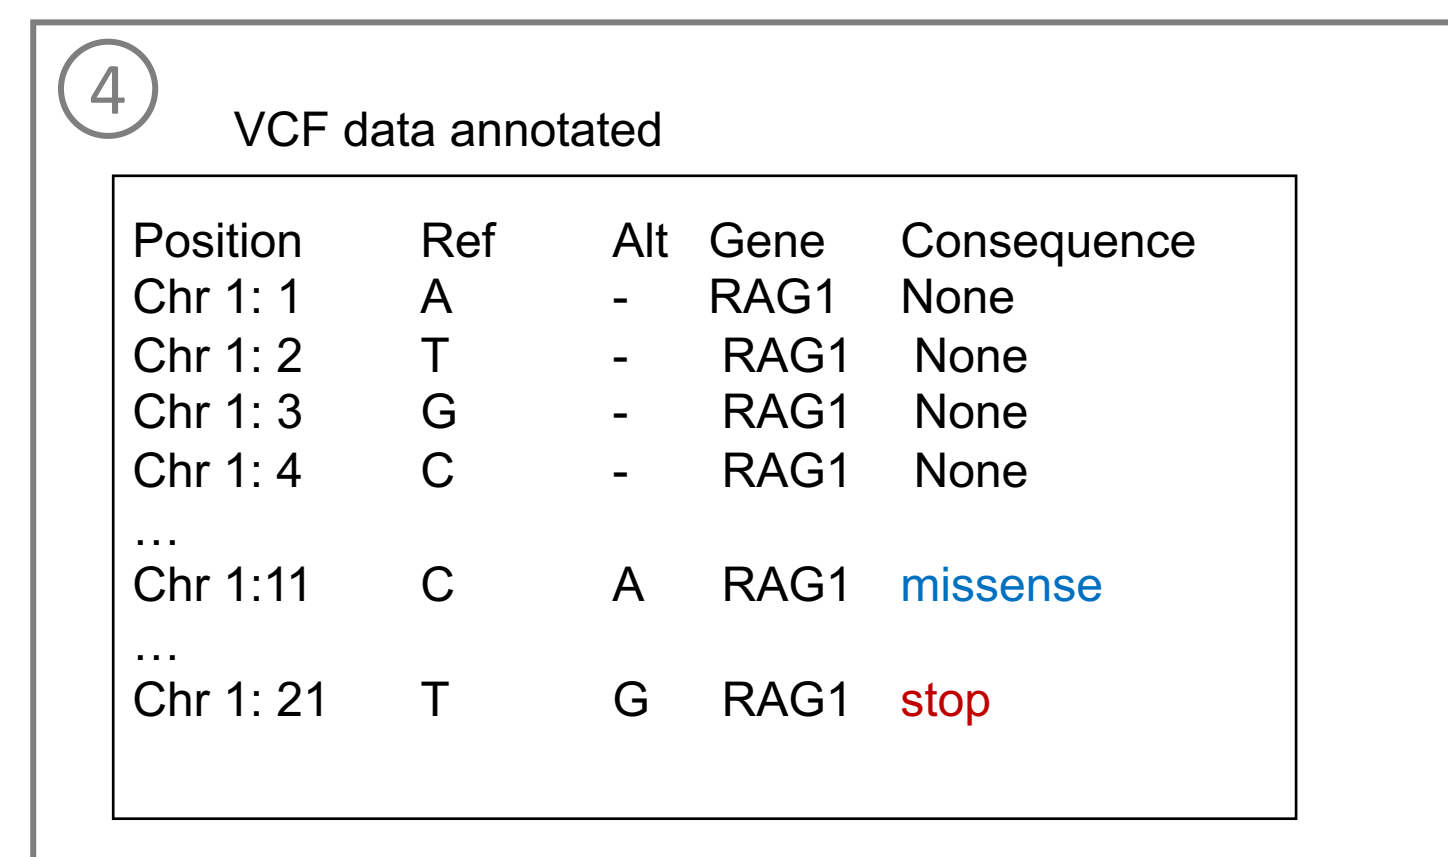 4
VCF data annotated
Position Ref Alt Gene Consequence
Chr 1: 1 A - RAG1 None
Chr 1: 2 T - RAG1 None
Chr 1: 3 G - RAG1 None
Chr 1: 4 C - RAG1 None
…
Chr 1:11 C A RAG1 missense
…
Chr 1: 21 T G RAG1 stop